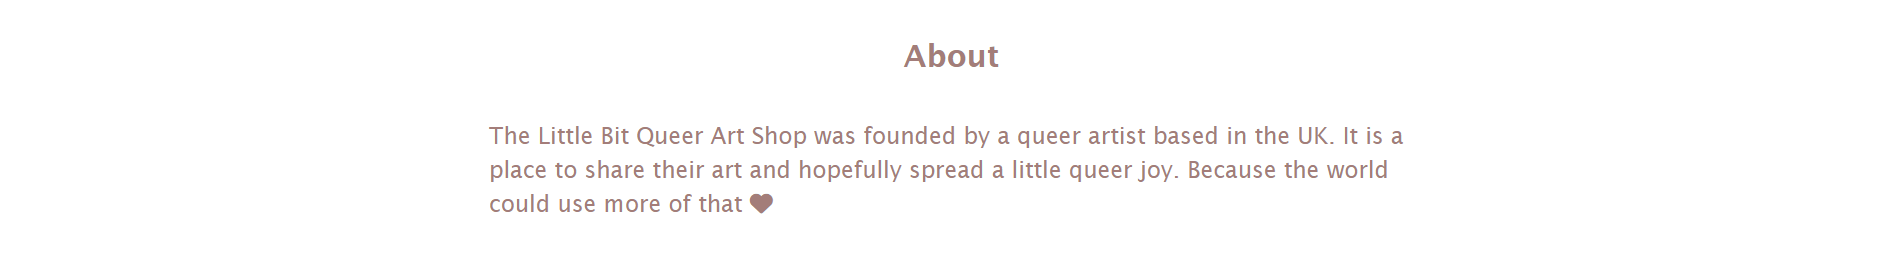 About
The Little Bit Queer Art Shop was founded by a queer artist based in the UK. It is a
place to share their art and hopefully spread a little queer joy. Because the world
could use more of that ♥